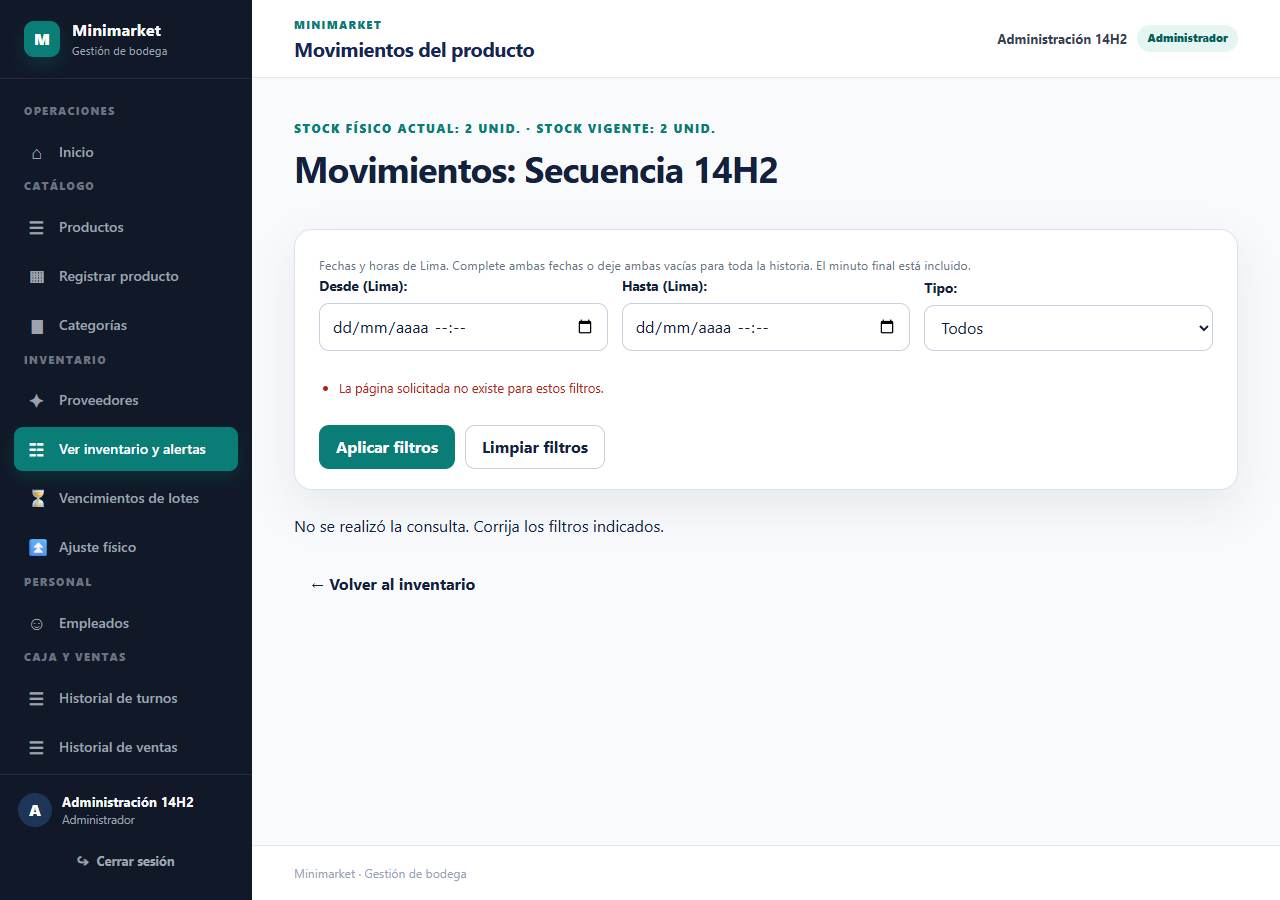 M
Minimarket
Gestión de bodega
OPERACIONES
Inicio
CATÁLOGO
Productos
Registrar producto
Categorías
INVENTARIO
Proveedores
Ver inventario y alertas
Vencimientos de lotes
Ajuste físico
PERSONAL
Empleados
CAJA Y VENTAS
Historial de turnos
Historial de ventas
A
Administración 14H2
Administrador
↪ Cerrar sesión
MINIMARKET
Movimientos del producto
Administración 14H2 Administrador
STOCK FÍSICO ACTUAL: 2 UNID. · STOCK VIGENTE: 2 UNID.
Movimientos: Secuencia 14H2
Fechas y horas de Lima. Complete ambas fechas o deje ambas vacías para toda la historia. El minuto final está incluido.
Desde (Lima): Hasta (Lima): Tipo:
dd/mm/aaaa --:-- dd/mm/aaaa --:-- Todos
• La página solicitada no existe para estos filtros.
Aplicar filtros Limpiar filtros
No se realizó la consulta. Corrija los filtros indicados.
← Volver al inventario
Minimarket · Gestión de bodega